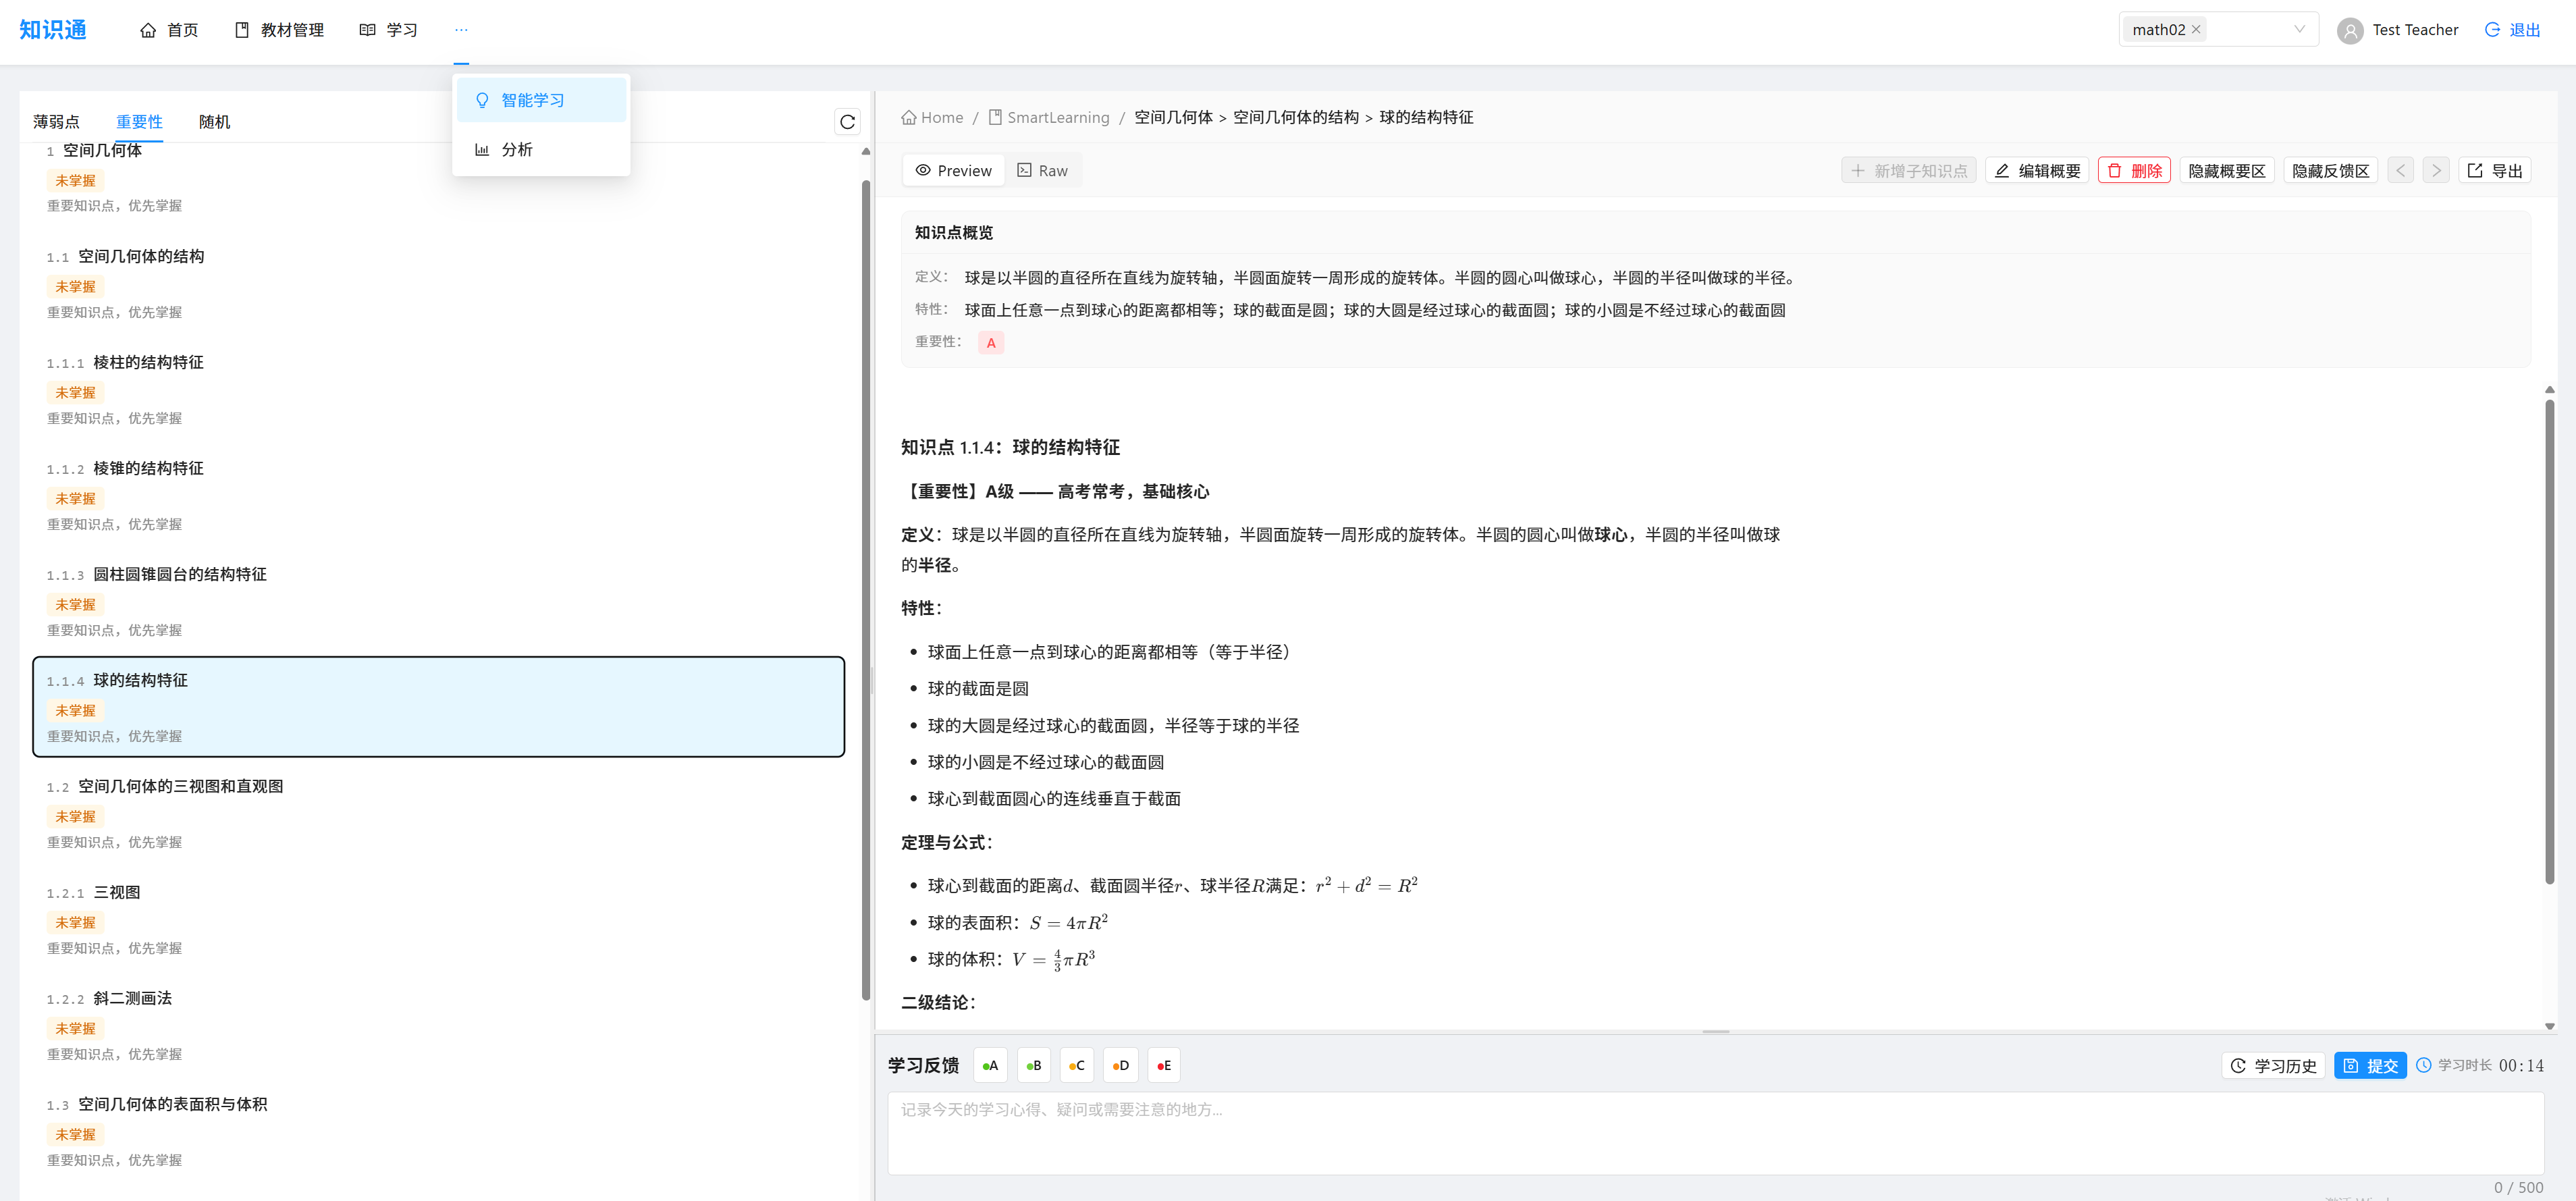 知识通
首页
教材管理
学习
···
math02
Test Teacher
退出
智能学习
分析
薄弱点
重要性
随机
1 空间几何体
未掌握
重要知识点，优先掌握
1.1 空间几何体的结构
未掌握
重要知识点，优先掌握
1.1.1 棱柱的结构特征
未掌握
重要知识点，优先掌握
1.1.2 棱锥的结构特征
未掌握
重要知识点，优先掌握
1.1.3 圆柱圆锥圆台的结构特征
未掌握
重要知识点，优先掌握
1.1.4 球的结构特征
未掌握
重要知识点，优先掌握
1.2 空间几何体的三视图和直观图
未掌握
重要知识点，优先掌握
1.2.1 三视图
未掌握
重要知识点，优先掌握
1.2.2 斜二测画法
未掌握
重要知识点，优先掌握
1.3 空间几何体的表面积与体积
未掌握
重要知识点，优先掌握
Home / SmartLearning / 空间几何体 > 空间几何体的结构 > 球的结构特征
Preview
Raw
新增子知识点
编辑概要
删除
隐藏概要区
隐藏反馈区
导出
知识点概览
定义： 球是以半圆的直径所在直线为旋转轴，半圆面旋转一周形成的旋转体。半圆的圆心叫做球心，半圆的半径叫做球的半径。
特性： 球面上任意一点到球心的距离都相等；球的截面是圆；球的大圆是经过球心的截面圆；球的小圆是不经过球心的截面圆
重要性： A
知识点 1.1.4：球的结构特征
【重要性】A级 —— 高考常考，基础核心
定义：球是以半圆的直径所在直线为旋转轴，半圆面旋转一周形成的旋转体。半圆的圆心叫做球心，半圆的半径叫做球
的半径。
特性：
球面上任意一点到球心的距离都相等（等于半径）
球的截面是圆
球的大圆是经过球心的截面圆，半径等于球的半径
球的小圆是不经过球心的截面圆
球心到截面圆心的连线垂直于截面
定理与公式：
球心到截面的距离d、截面圆半径r、球半径R满足：r² + d² = R²
球的表面积：S = 4πR²
球的体积：V = 4/3 πR³
二级结论：
学习反馈
A
B
C
D
E
学习历史
提交
学习时长 00:14
记录今天的学习心得、疑问或需要注意的地方...
0 / 500